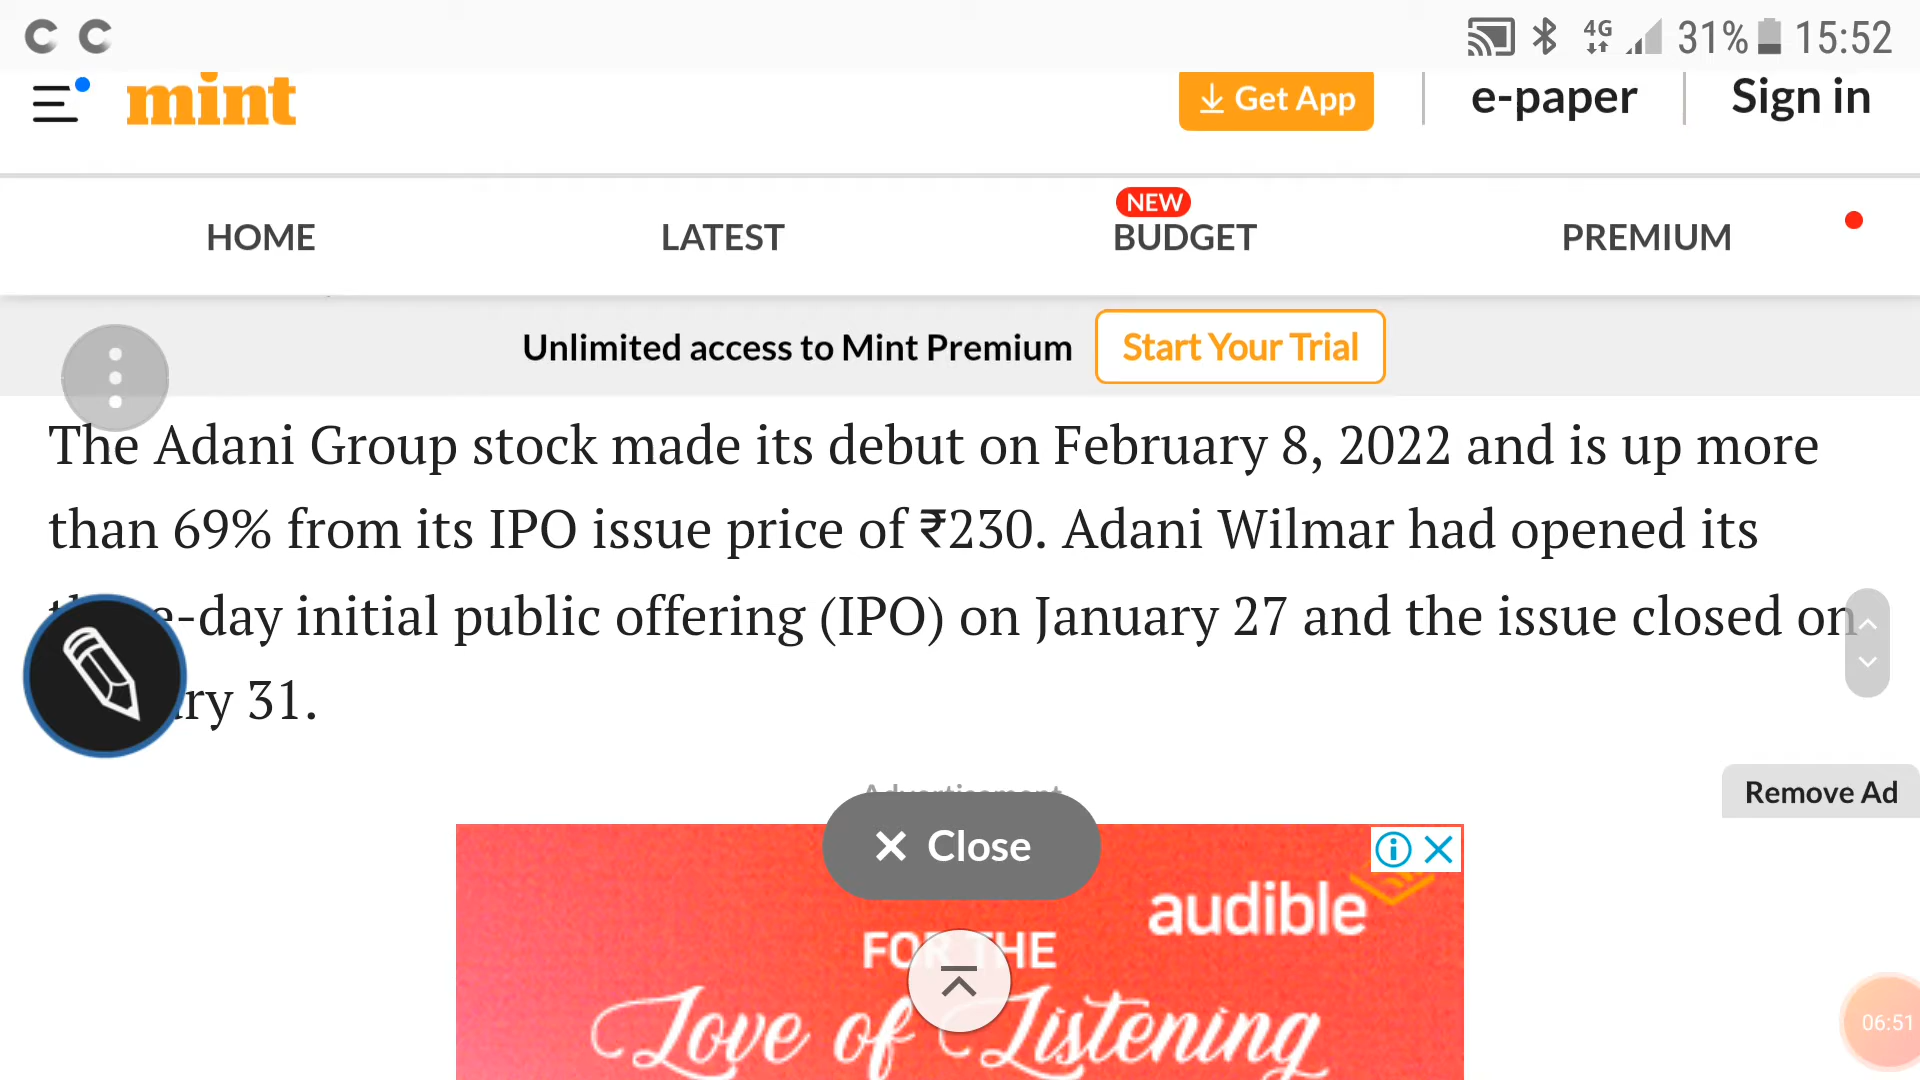 C C 4G 31% 15:52
mint Get App e-paper Sign in
NEW
HOME LATEST BUDGET PREMIUM
Unlimited access to Mint Premium Start Your Trial
The Adani Group stock made its debut on February 8, 2022 and is up more
than 69% from its IPO issue price of ₹230. Adani Wilmar had opened its
-day initial public offering (IPO) on January 27 and the issue closed on
31.
Remove Ad
Close
audible
FOR THE
Love of Listening
06:51